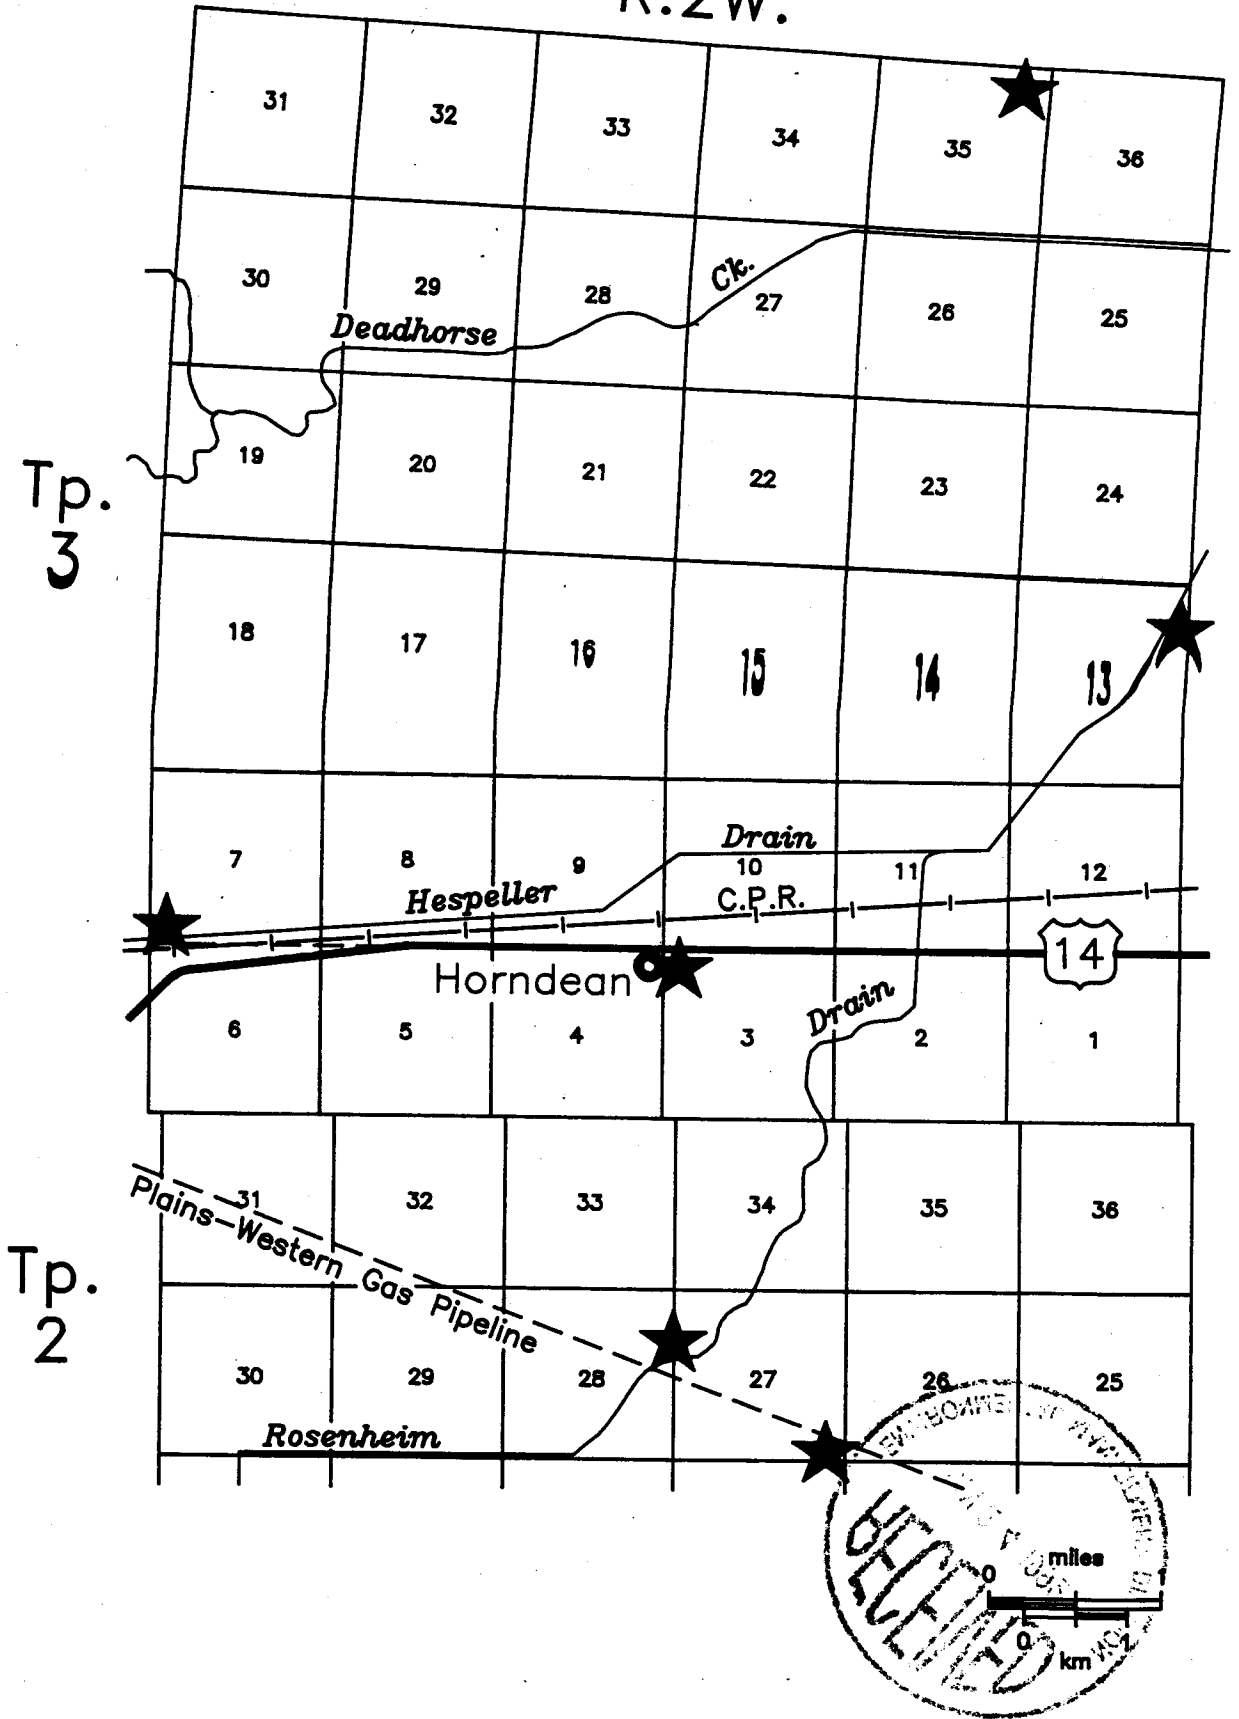 R.2W.
31 32 33 34 35 36
30 29 28 27 26 25
Ck.
Deadhorse
19 20 21 22 23 24
Tp.
3
18 17 16 15 14 13
Drain
7 8 9 10 11 12
Hespeller
C.P.R.
14
Horndean
Drain
6 5 4 3 2 1
31 32 33 34 35 36
Plains-Western Gas Pipeline
Tp.
2
30 29 28 27 26 25
Rosenheim
RECEIVED
miles
0 1
0 1
km